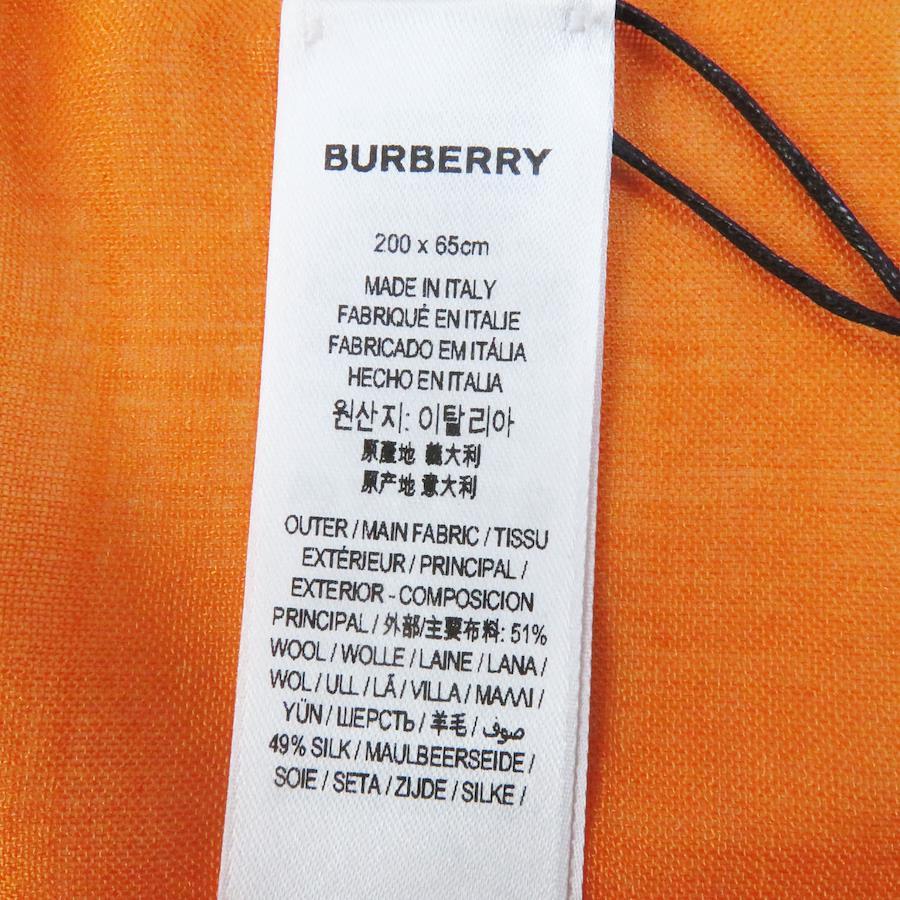 BURBERRY
200 x 65cm
MADE IN ITALY
FABRIQUÉ EN ITALIE
FABRICADO EM ITÁLIA
HECHO EN ITALIA
원산지: 이탈리아
原產地 義大利
原产地 意大利
OUTER / MAIN FABRIC / TISSU
EXTÉRIEUR / PRINCIPAL /
EXTERIOR - COMPOSICION
PRINCIPAL / 外部/主要布料: 51%
WOOL / WOLLE / LAINE / LANA /
WOL / ULL / LÃ / VILLA / ΜΑΛΛΙ /
YÜN / ШЕРСТЬ / 羊毛 / صوف
49% SILK / MAULBEERSEIDE /
SOIE / SETA / ZIJDE / SILKE /